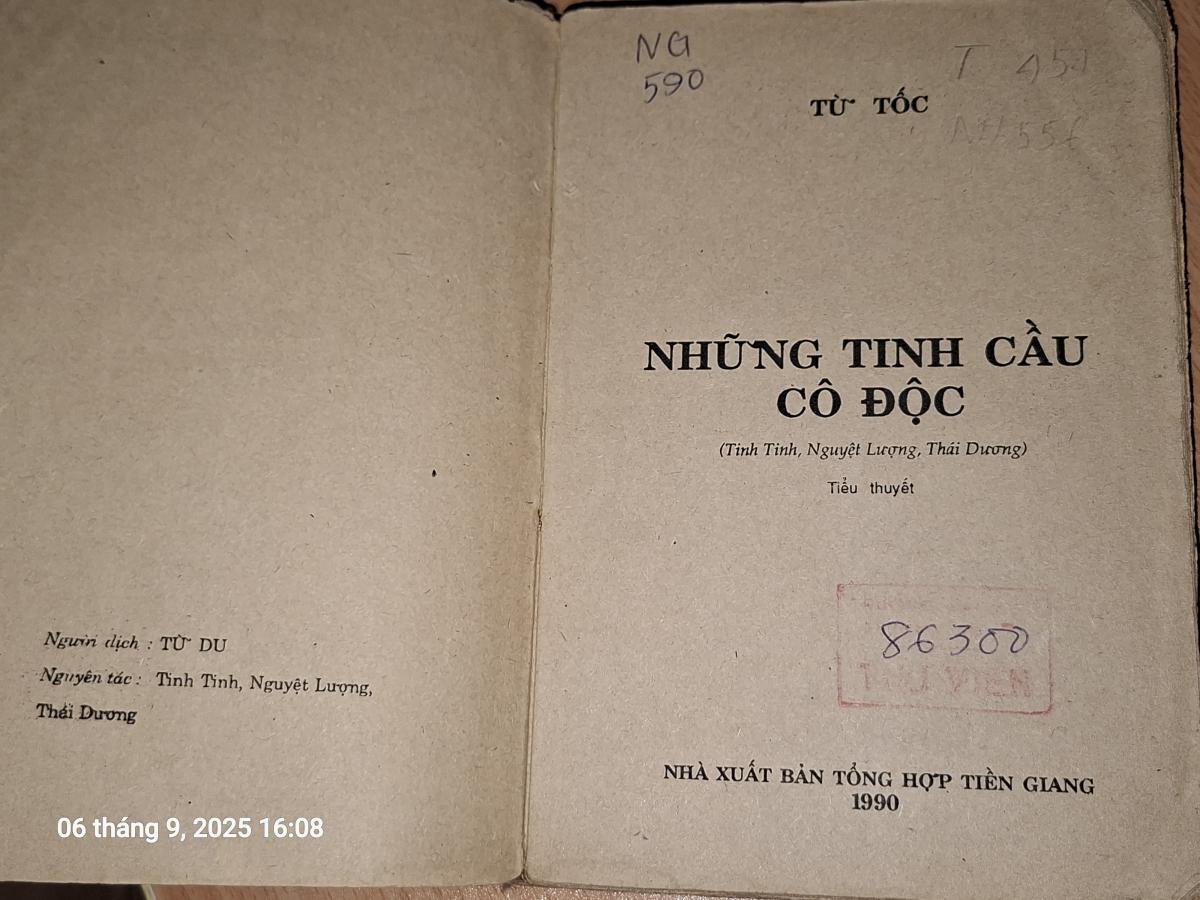 Người dịch : TỪ DU
Nguyên tác : Tinh Tinh, Nguyệt Lượng,
Thái Dương
06 tháng 9, 2025 16:08
NG
590
T 451
TỪ TỐC
NHỮNG TINH CẦU
CÔ ĐỘC
(Tinh Tinh, Nguyệt Lượng, Thái Dương)
Tiểu thuyết
86300
THƯ VIỆN
NHÀ XUẤT BẢN TỔNG HỢP TIỀN GIANG
1990